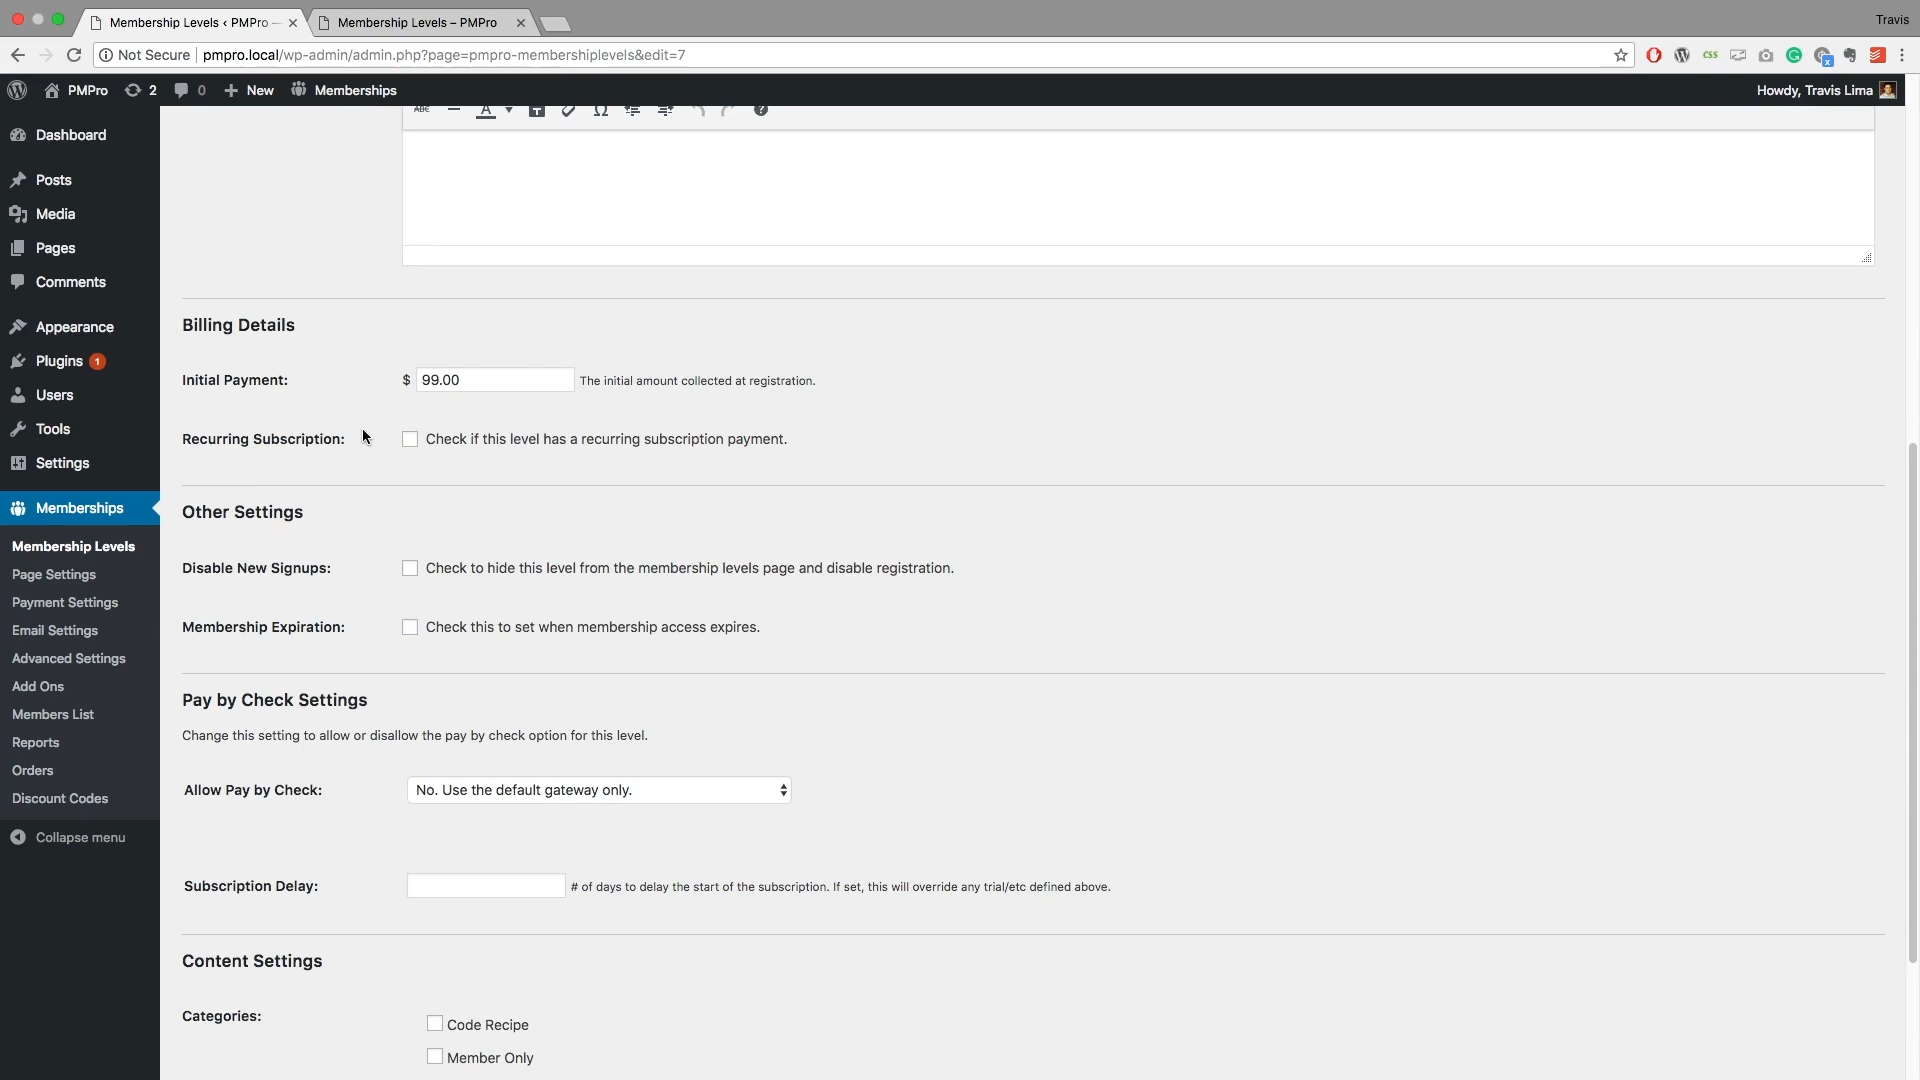 Membership Levels ‹ PMPro —
Membership Levels – PMPro
Travis
Not Secure
pmpro.local/wp-admin/admin.php?page=pmpro-membershiplevels&edit=7
css
PMPro
2
0
New
Memberships
Howdy, Travis Lima
ABC
A
Dashboard
Posts
Media
Pages
Comments
Appearance
Plugins 1
Users
Tools
Settings
Memberships
Membership Levels
Page Settings
Payment Settings
Email Settings
Advanced Settings
Add Ons
Members List
Reports
Orders
Discount Codes
Collapse menu
Billing Details
Initial Payment: $ 99.00 The initial amount collected at registration.
Recurring Subscription: Check if this level has a recurring subscription payment.
Other Settings
Disable New Signups: Check to hide this level from the membership levels page and disable registration.
Membership Expiration: Check this to set when membership access expires.
Pay by Check Settings
Change this setting to allow or disallow the pay by check option for this level.
Allow Pay by Check: No. Use the default gateway only.
Subscription Delay: # of days to delay the start of the subscription. If set, this will override any trial/etc defined above.
Content Settings
Categories:
Code Recipe
Member Only